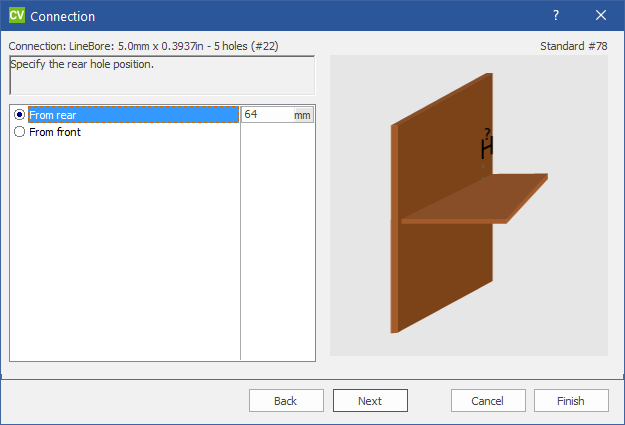 CV Connection ?
Connection: LineBore: 5.0mm x 0.3937in - 5 holes (#22) Standard #78
Specify the rear hole position.
From rear 64 mm
From front
?
Back Next Cancel Finish